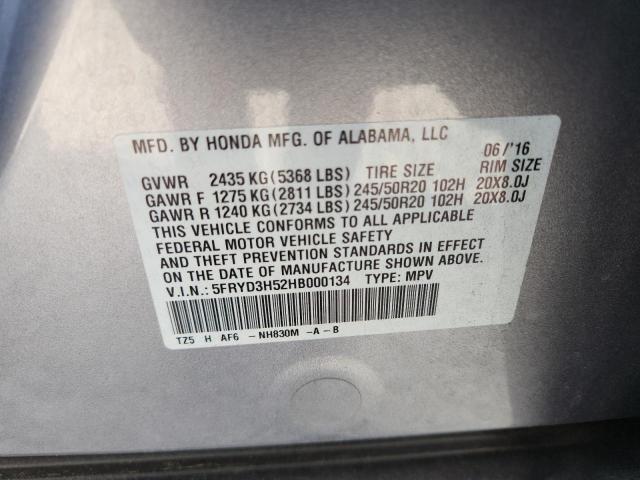 MFD. BY HONDA MFG. OF ALABAMA, LLC 06/'16
GVWR 2435 KG (5368 LBS) TIRE SIZE RIM SIZE
GAWR F 1275 KG (2811 LBS) 245/50R20 102H 20X8.0J
GAWR R 1240 KG (2734 LBS) 245/50R20 102H 20X8.0J
THIS VEHICLE CONFORMS TO ALL APPLICABLE
FEDERAL MOTOR VEHICLE SAFETY
AND THEFT PREVENTION STANDARDS IN EFFECT
ON THE DATE OF MANUFACTURE SHOWN ABOVE.
V.I.N.: 5FRYD3H52HB000134 TYPE: MPV
TZ5 H AF6 - NH830M -A-B